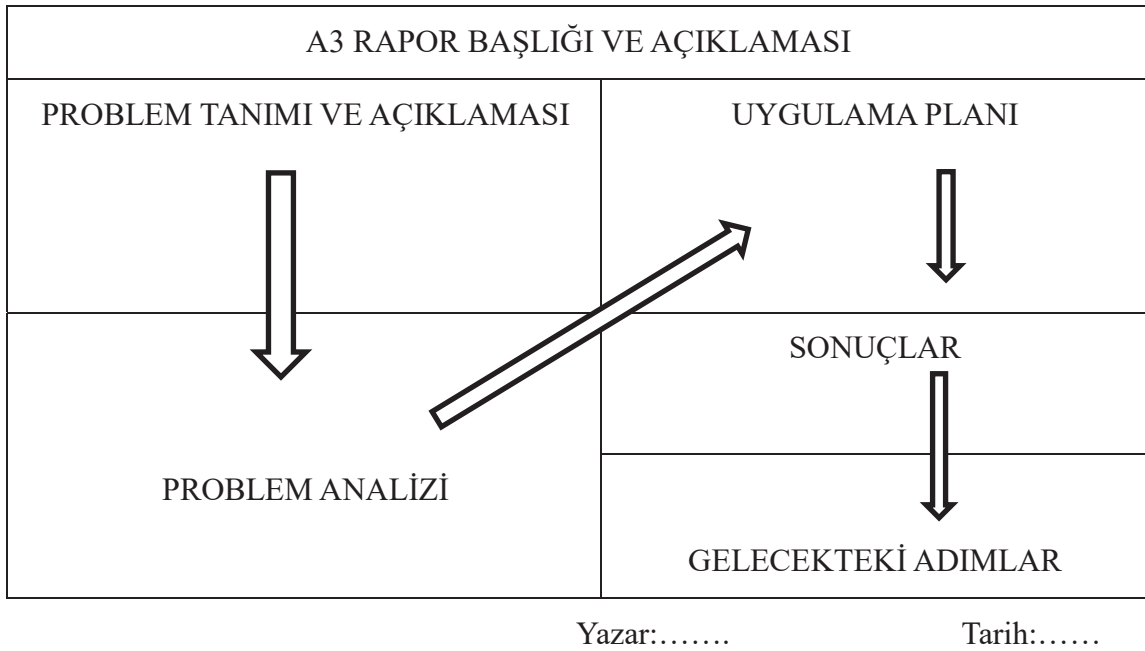 A3 RAPOR BAŞLIĞI VE AÇIKLAMASI
PROBLEM TANIMI VE AÇIKLAMASI
PROBLEM ANALİZİ
UYGULAMA PLANI
SONUÇLAR
GELECEKTEKİ ADIMLAR
Yazar:……. Tarih:……